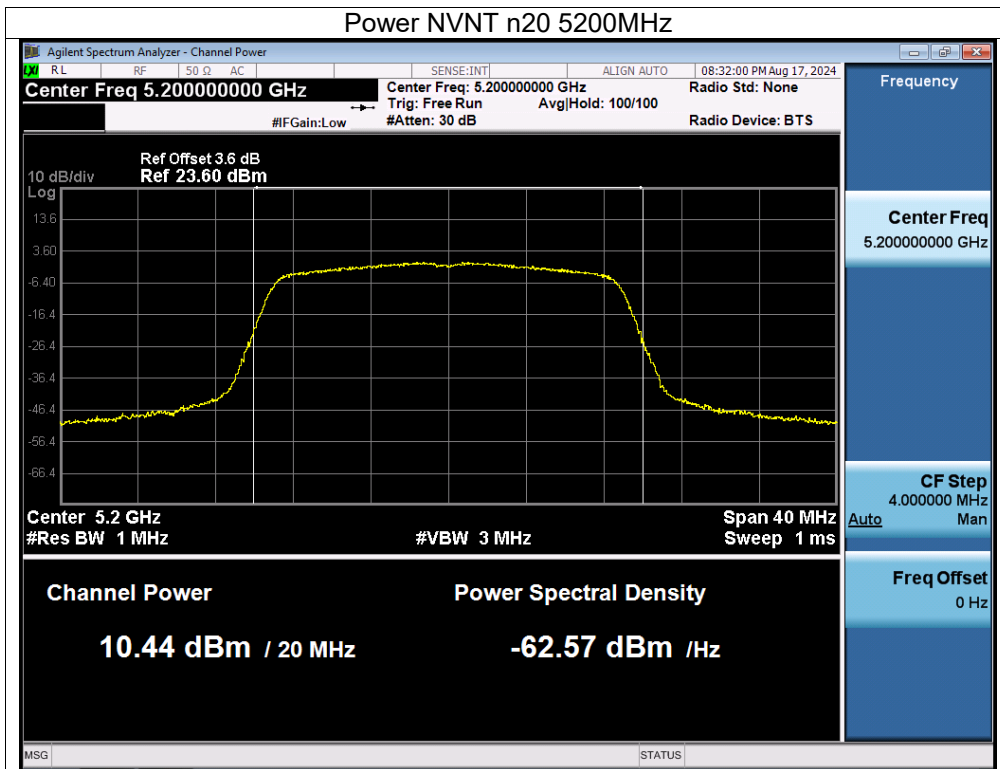 Power NVNT n20 5200MHz
Agilent Spectrum Analyzer - Channel Power
LXI RL RF 50 Ω AC SENSE:INT ALIGN AUTO 08:32:00 PM Aug 17, 2024
Center Freq 5.200000000 GHz
#IFGain:Low
Center Freq: 5.200000000 GHz
Trig: Free Run Avg|Hold: 100/100
#Atten: 30 dB
Radio Std: None
Radio Device: BTS
Ref Offset 3.6 dB
10 dB/div Ref 23.60 dBm
Log
13.6
3.60
-6.40
-16.4
-26.4
-36.4
-46.4
-56.4
-66.4
Center 5.2 GHz Span 40 MHz
#Res BW 1 MHz #VBW 3 MHz Sweep 1 ms
Channel Power Power Spectral Density
10.44 dBm / 20 MHz -62.57 dBm /Hz
Frequency
Center Freq
5.200000000 GHz
CF Step
4.000000 MHz
Auto Man
Freq Offset
0 Hz
MSG STATUS